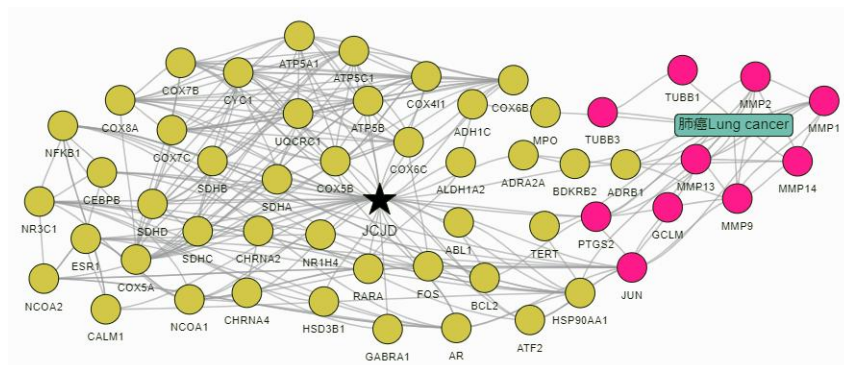 ATP5A1
COX7B
ATP5C1
CYC1
COX4I1
TUBB1
MMP2
COX6B
COX8A
ATP5B
MMP1
肺癌Lung cancer
UQCRC1
ADH1C
MPO
TUBB3
NFKB1
COX7C
COX6C
SDHB
COX5B
ADRA2A
MMP13
MMP14
CEBPB
SDHA
ALDH1A2
BDKRB2
ADRB1
NR3C1
SDHD
JCJD
MMP9
PTGS2
GCLM
ABL1
TERT
ESR1
SDHC
CHRNA2
NR1H4
COX5A
JUN
NCOA2
RARA
FOS
BCL2
HSP90AA1
CALM1
NCOA1
CHRNA4
HSD3B1
GABRA1
AR
ATF2